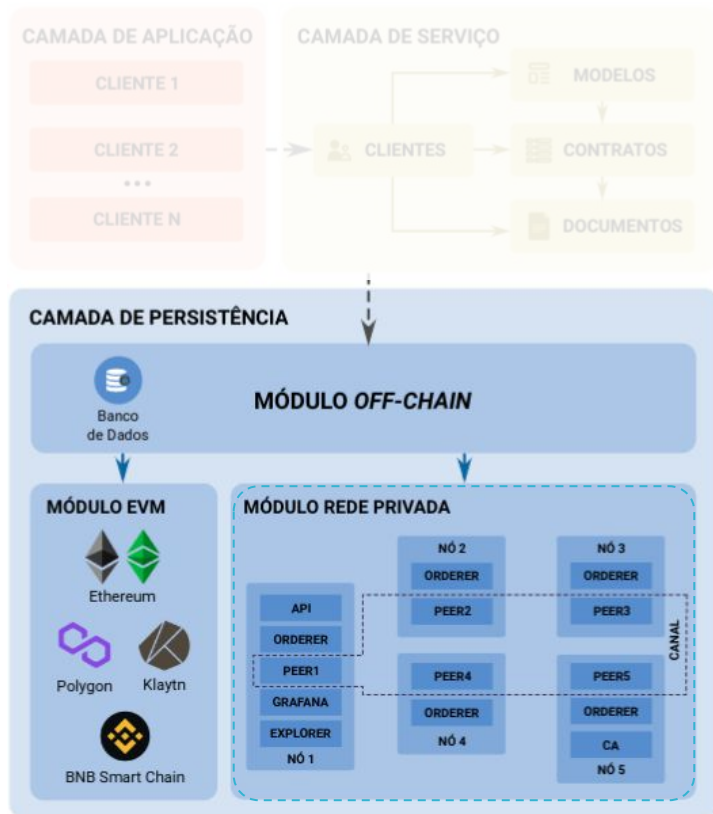 CAMADA DE APLICAÇÃO
CLIENTE 1
CLIENTE 2
...
CLIENTE N
CAMADA DE SERVIÇO
CLIENTES
MODELOS
CONTRATOS
DOCUMENTOS
CAMADA DE PERSISTÊNCIA
Banco
de Dados
MÓDULO OFF-CHAIN
MÓDULO EVM
Ethereum
Polygon
Klaytn
BNB Smart Chain
MÓDULO REDE PRIVADA
API
ORDERER
PEER1
GRAFANA
EXPLORER
NÓ 1
NÓ 2
ORDERER
PEER2
NÓ 3
ORDERER
PEER3
PEER4
ORDERER
NÓ 4
PEER5
ORDERER
CA
NÓ 5
CANAL